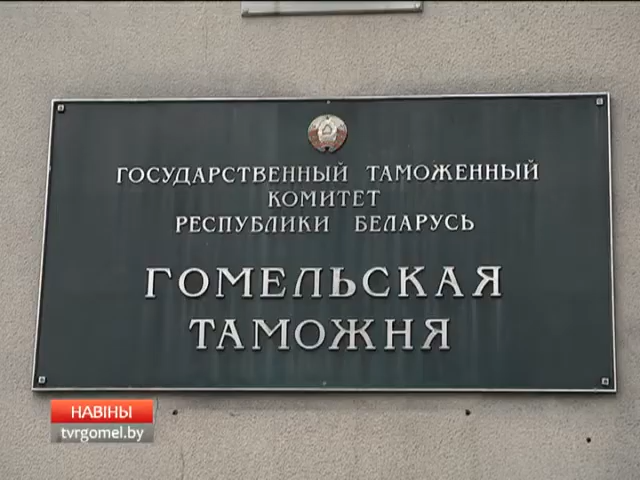 ГОСУДАРСТВЕННЫЙ ТАМОЖЕННЫЙ
КОМИТЕТ
РЕСПУБЛИКИ БЕЛАРУСЬ
ГОМЕЛЬСКАЯ
ТАМОЖНЯ
НАВІНЫ
tvrgomel.by